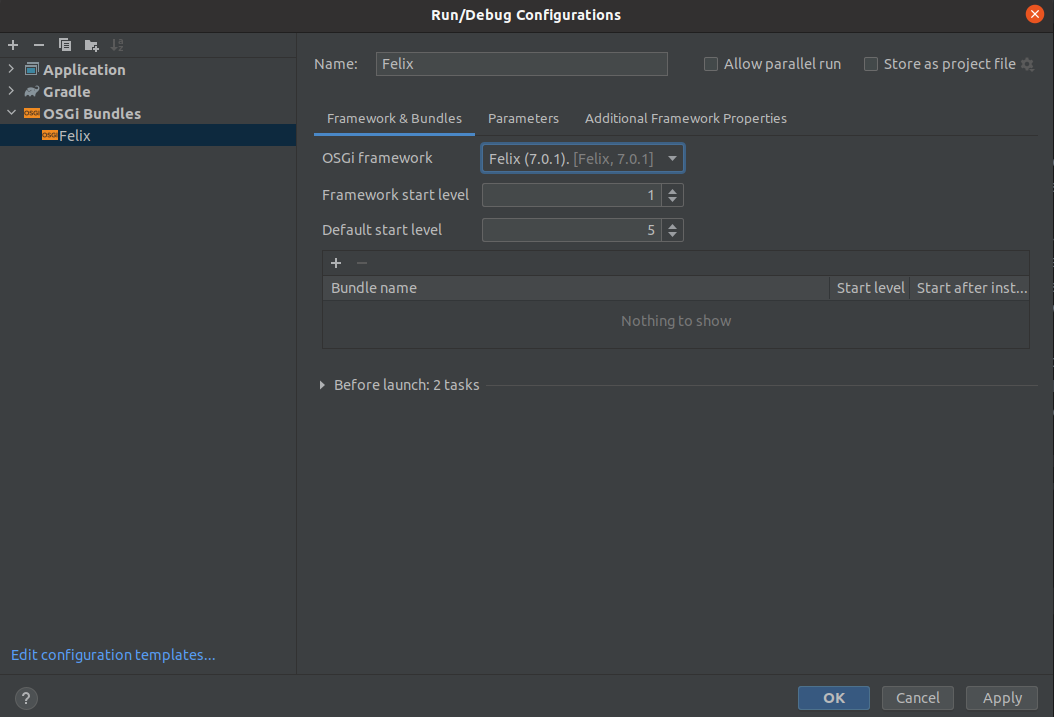 Run/Debug Configurations
Application
Gradle
OSGi OSGi Bundles
OSGi Felix
Edit configuration templates...
Name: Felix Allow parallel run Store as project file
Framework & Bundles Parameters Additional Framework Properties
OSGi framework Felix (7.0.1). [Felix, 7.0.1]
Framework start level 1
Default start level 5
Bundle name Start level Start after inst...
Nothing to show
Before launch: 2 tasks
? OK Cancel Apply